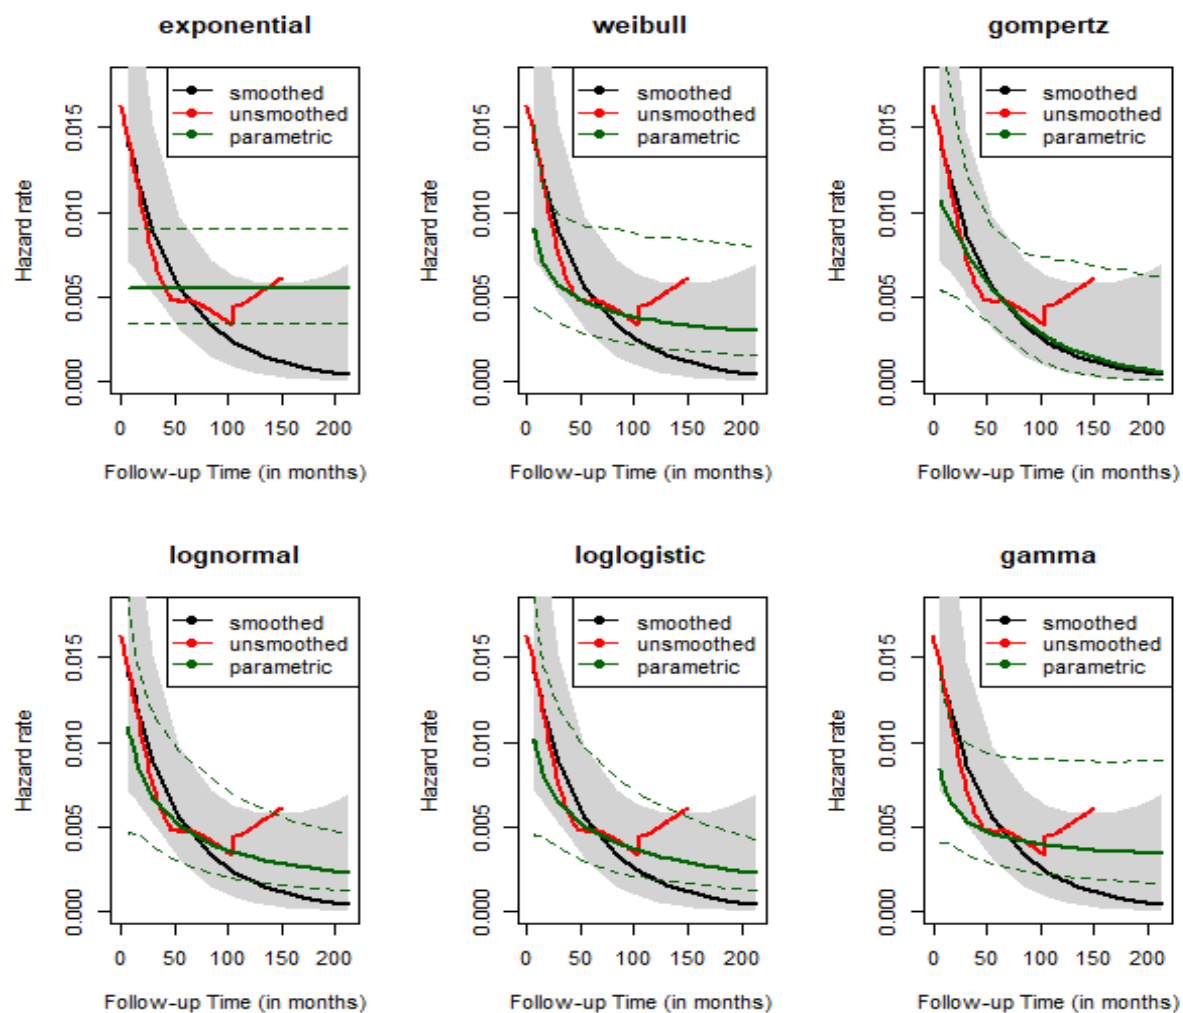 exponential
smoothed
unsmoothed
parametric
Hazard rate
0.000 0.005 0.010 0.015
0 50 100 150 200
Follow-up Time (in months)
weibull
smoothed
unsmoothed
parametric
Hazard rate
0.000 0.005 0.010 0.015
0 50 100 150 200
Follow-up Time (in months)
gompertz
smoothed
unsmoothed
parametric
Hazard rate
0.000 0.005 0.010 0.015
0 50 100 150 200
Follow-up Time (in months)
lognormal
smoothed
unsmoothed
parametric
Hazard rate
0.000 0.005 0.010 0.015
0 50 100 150 200
Follow-up Time (in months)
loglogistic
smoothed
unsmoothed
parametric
Hazard rate
0.000 0.005 0.010 0.015
0 50 100 150 200
Follow-up Time (in months)
gamma
smoothed
unsmoothed
parametric
Hazard rate
0.000 0.005 0.010 0.015
0 50 100 150 200
Follow-up Time (in months)